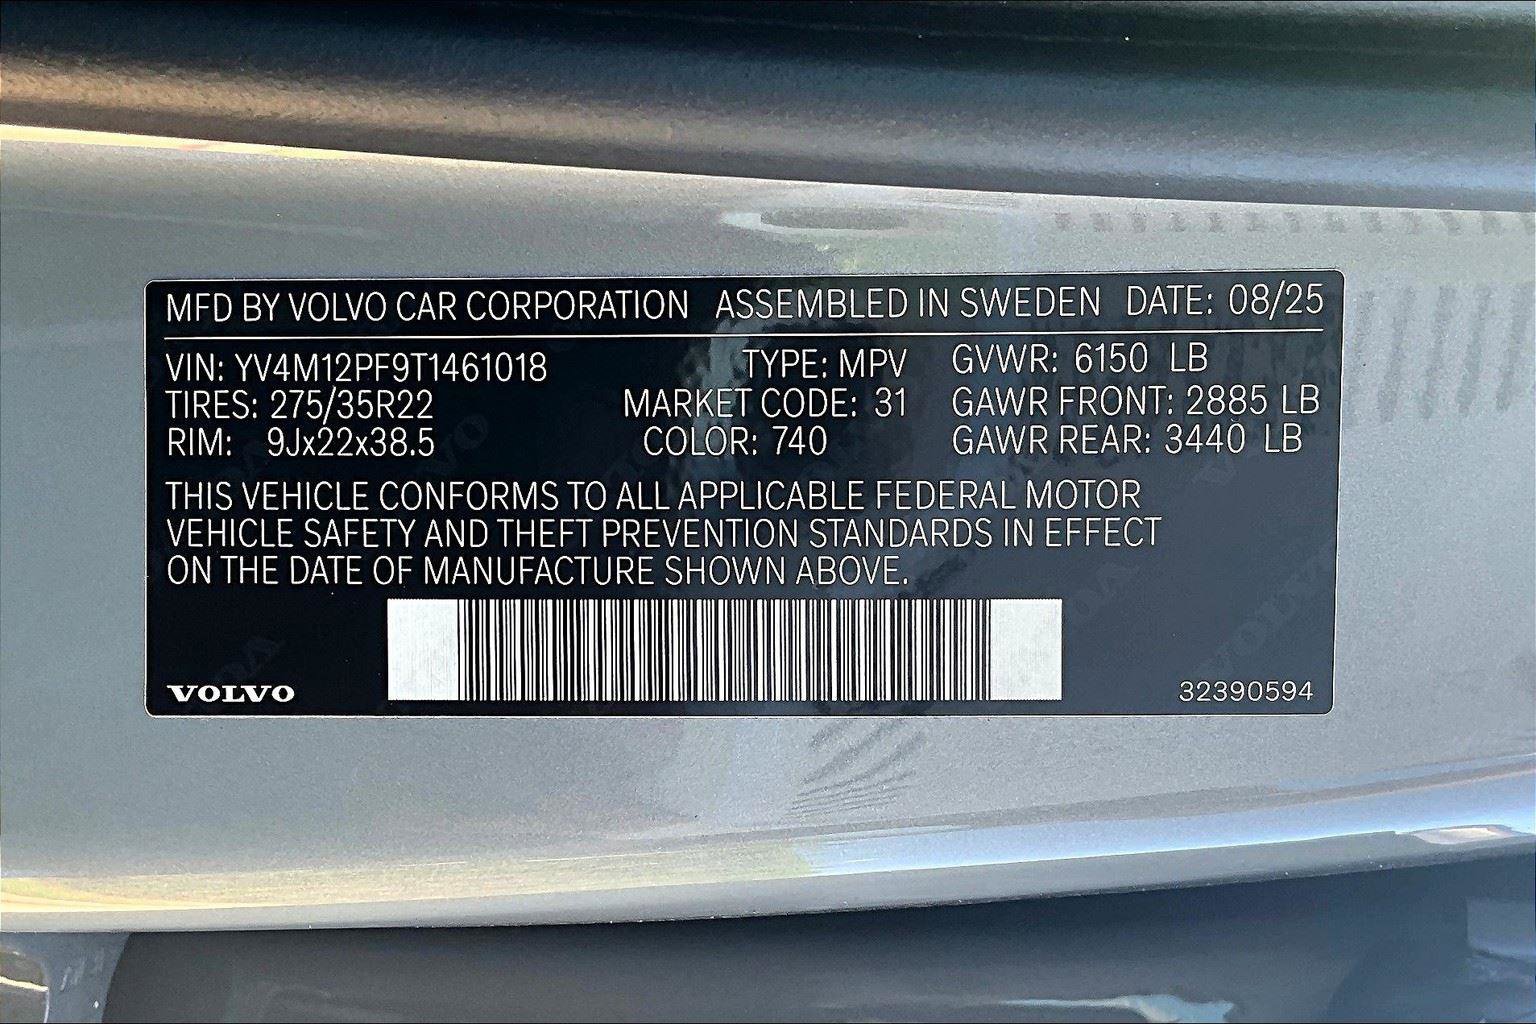 MFD BY VOLVO CAR CORPORATION ASSEMBLED IN SWEDEN DATE: 08/25
VIN: YV4M12PF9T1461018 TYPE: MPV GVWR: 6150 LB
TIRES: 275/35R22 MARKET CODE: 31 GAWR FRONT: 2885 LB
RIM: 9Jx22x38.5 COLOR: 740 GAWR REAR: 3440 LB
THIS VEHICLE CONFORMS TO ALL APPLICABLE FEDERAL MOTOR
VEHICLE SAFETY AND THEFT PREVENTION STANDARDS IN EFFECT
ON THE DATE OF MANUFACTURE SHOWN ABOVE.
VOLVO 32390594